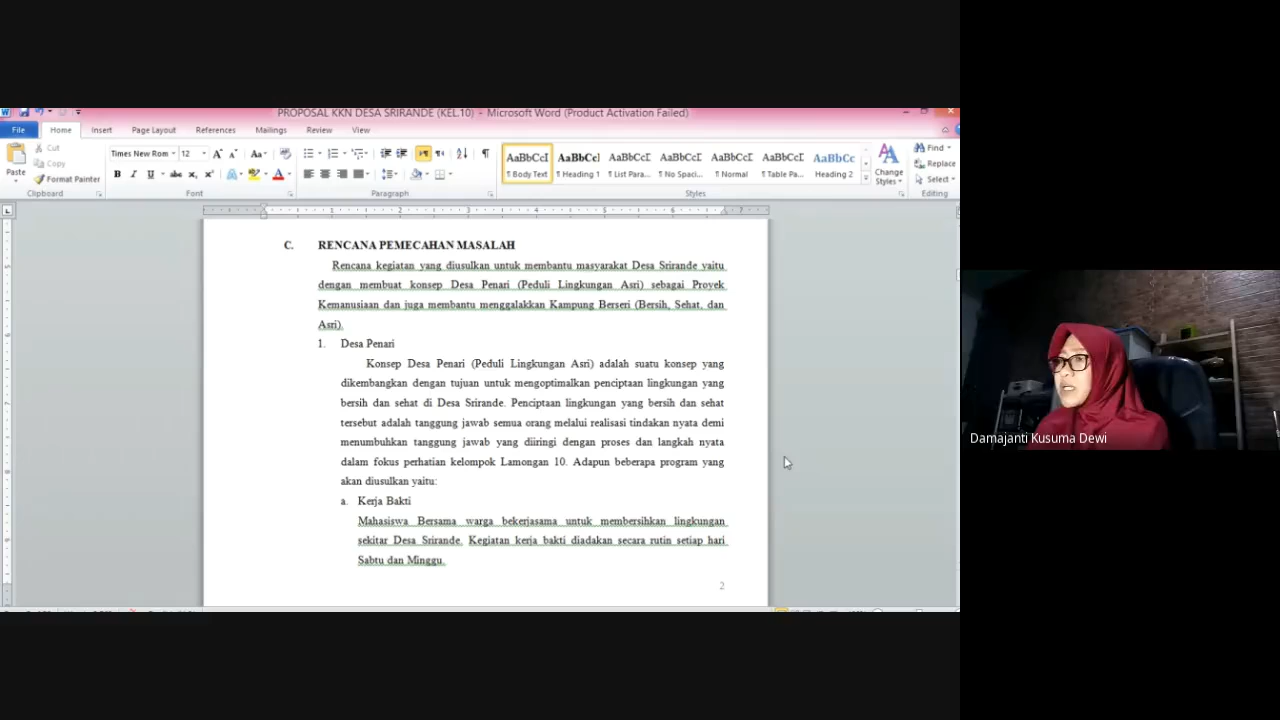 PROPOSAL KKN DESA SRIRANDE (KEL.10) - Microsoft Word (Product Activation Failed)
File Home Insert Page Layout References Mailings Review View
Cut
Copy
Format Painter
Paste
Clipboard
Times New Rom 12
Font
Paragraph
AaBbCcI AaBbCc AaBbCcI AaBbCcI AaBbCcI AaBbCcI AaBbCc
¶ Body Text ¶ Heading 1 ¶ List Para... ¶ No Spaci... ¶ Normal ¶ Table Pa... Heading 2
Change Styles
Styles
Find
Replace
Select
Editing
C. RENCANA PEMECAHAN MASALAH
Rencana kegiatan yang diusulkan untuk membantu masyarakat Desa Srirande yaitu
dengan membuat konsep Desa Penari (Peduli Lingkungan Asri) sebagai Proyek
Kemanusiaan dan juga membantu menggalakkan Kampung Berseri (Bersih, Sehat, dan
Asri).
1. Desa Penari
Konsep Desa Penari (Peduli Lingkungan Asri) adalah suatu konsep yang
dikembangkan dengan tujuan untuk mengoptimalkan penciptaan lingkungan yang
bersih dan sehat di Desa Srirande. Penciptaan lingkungan yang bersih dan sehat
tersebut adalah tanggung jawab semua orang melalui realisasi tindakan nyata demi
menumbuhkan tanggung jawab yang diiringi dengan proses dan langkah nyata
dalam fokus perhatian kelompok Lamongan 10. Adapun beberapa program yang
akan diusulkan yaitu:
a. Kerja Bakti
Mahasiswa Bersama warga bekerjasama untuk membersihkan lingkungan
sekitar Desa Srirande. Kegiatan kerja bakti diadakan secara rutin setiap hari
Sabtu dan Minggu.
2
Damajanti Kusuma Dewi